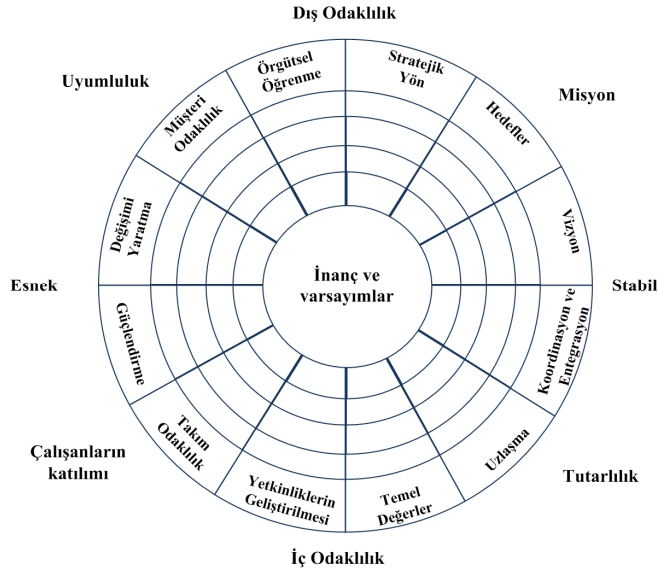 Dış Odaklılık
Uyumluluk
Örgütsel
Öğrenme
Stratejik
Yön
Misyon
Müşteri
Odaklılık
Hedefler
Değişimi
Yaratma
Vizyon
Esnek
İnanç ve
varsayımlar
Stabil
Güçlendirme
Koordinasyon ve
Entegrasyon
Takım
Odaklılık
Uzlaşma
Çalışanların
katılımı
Yetkinliklerin
Geliştirilmesi
Temel
Değerler
Tutarlılık
İç Odaklılık